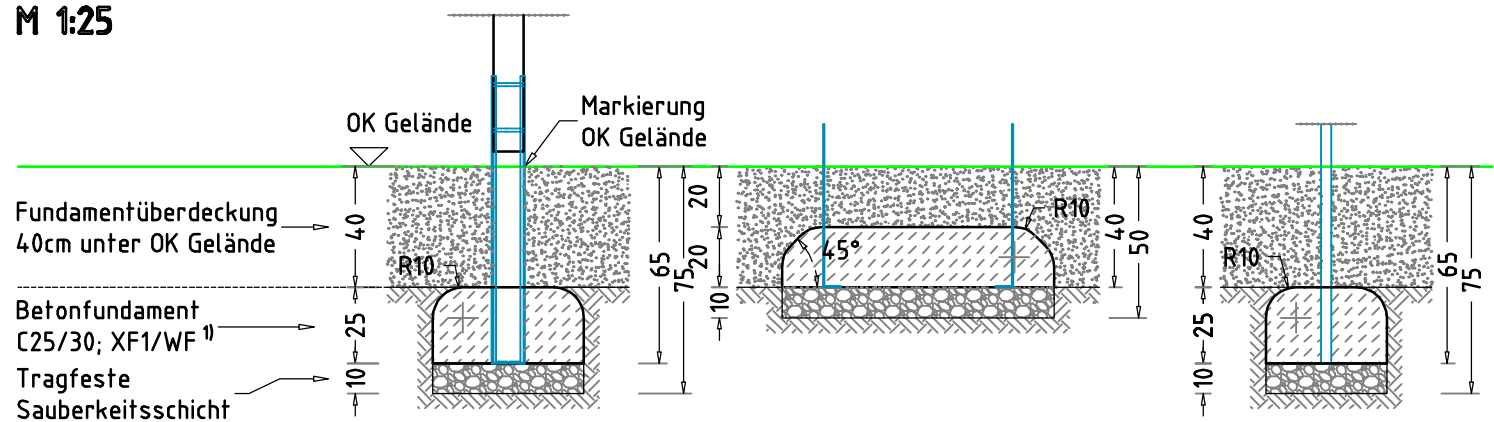 M 1:25
OK Gelände
Markierung
OK Gelände
Fundamentüberdeckung
40cm unter OK Gelände
Betonfundament
C25/30; XF1/WF 1)
Tragfeste
Sauberkeitsschicht
40
25
10
R10
65
75
20
20
10
45°
R10
40
50
40
25
10
R10
65
75